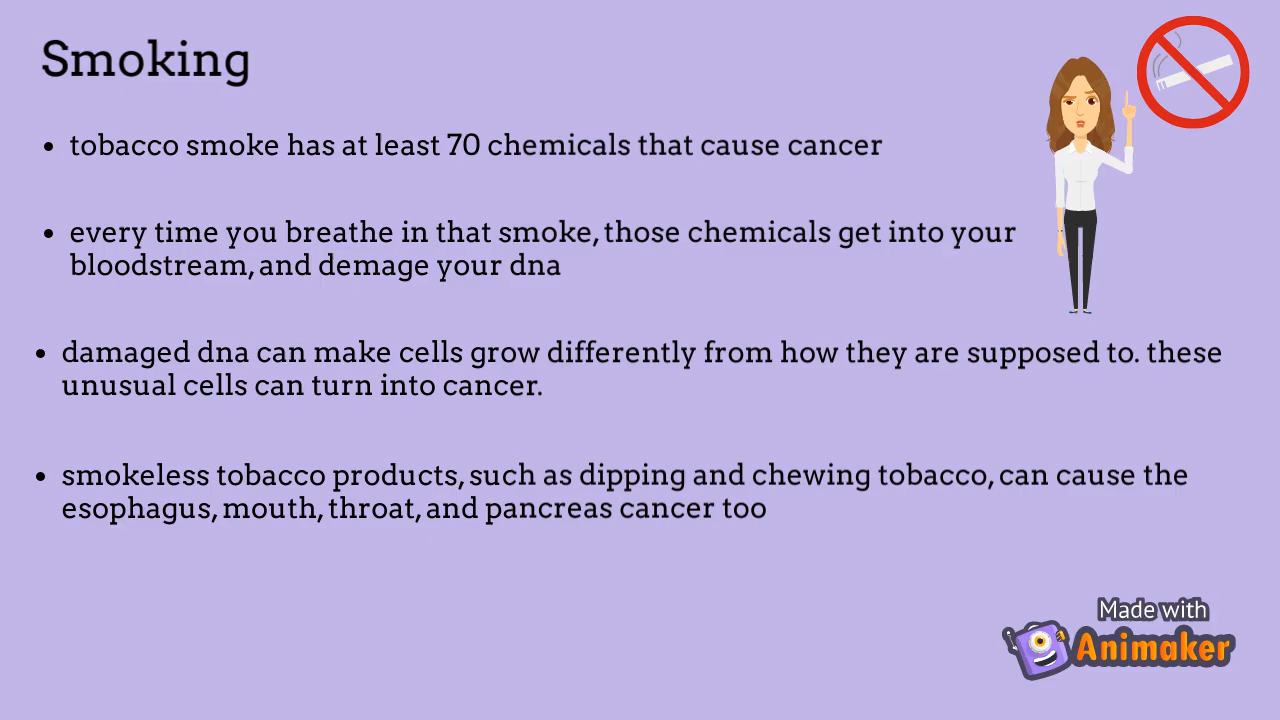 Smoking
• tobacco smoke has at least 70 chemicals that cause cancer
• every time you breathe in that smoke, those chemicals get into your
bloodstream, and demage your dna
• damaged dna can make cells grow differently from how they are supposed to. these
unusual cells can turn into cancer.
• smokeless tobacco products, such as dipping and chewing tobacco, can cause the
esophagus, mouth, throat, and pancreas cancer too
Made with
Animaker